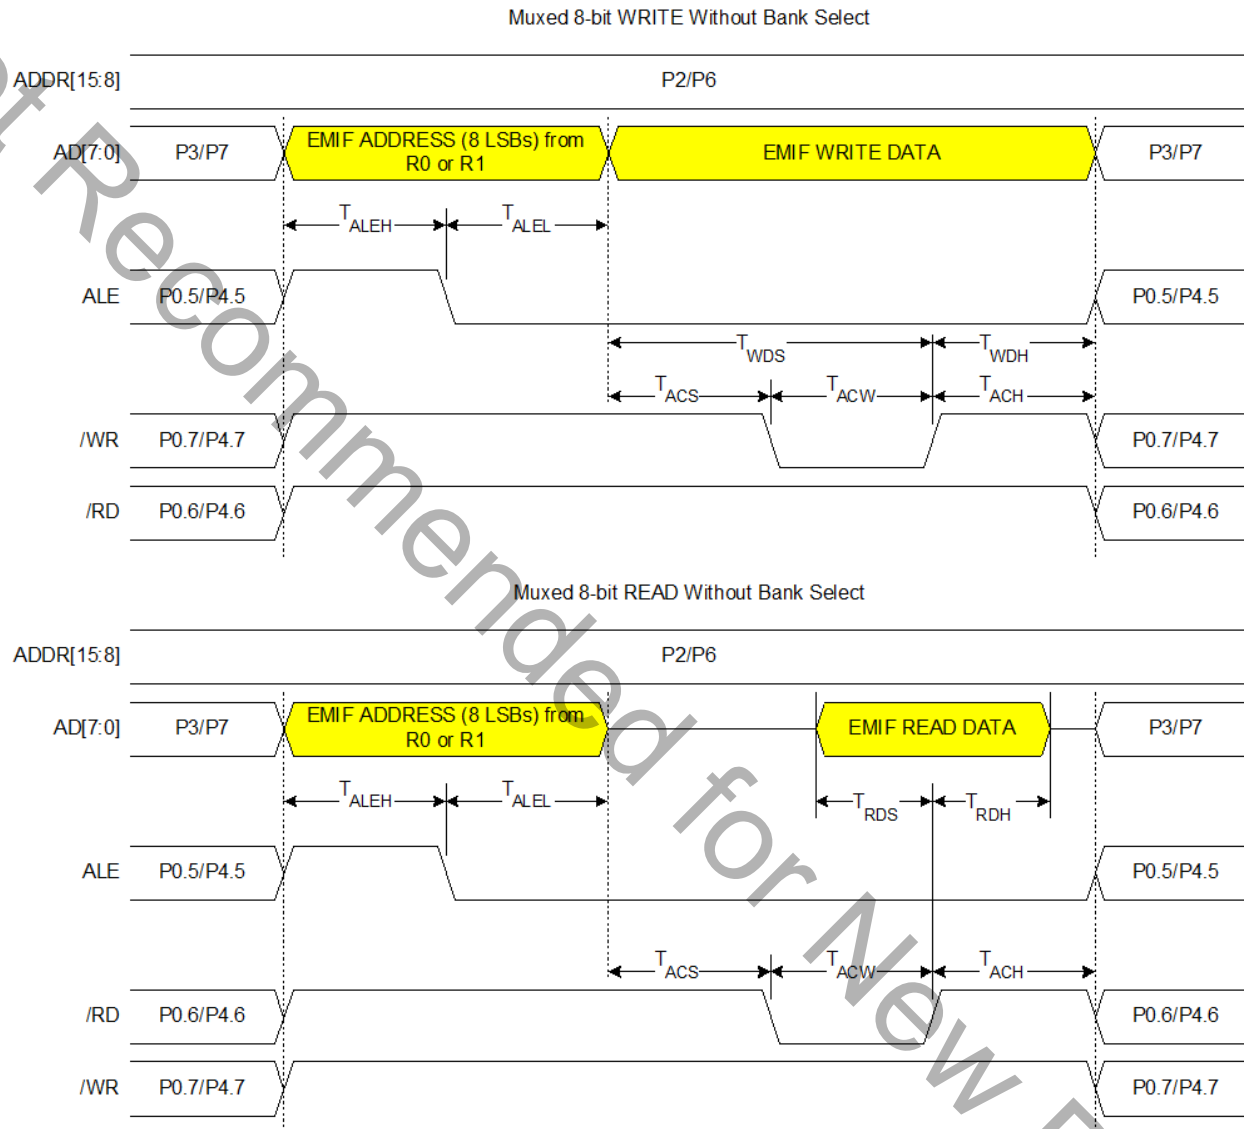 Muxed 8-bit WRITE Without Bank Select
ADDR[15:8] P2/P6
AD[7:0] P3/P7 EMIF ADDRESS (8 LSBs) from R0 or R1 EMIF WRITE DATA P3/P7
TALEH TALEL
ALE P0.5/P4.5 P0.5/P4.5
TWDS TWDH
TACS TACW TACH
/WR P0.7/P4.7 P0.7/P4.7
/RD P0.6/P4.6 P0.6/P4.6
Muxed 8-bit READ Without Bank Select
ADDR[15:8] P2/P6
AD[7:0] P3/P7 EMIF ADDRESS (8 LSBs) from R0 or R1 EMIF READ DATA P3/P7
TALEH TALEL TRDS TRDH
ALE P0.5/P4.5 P0.5/P4.5
TACS TACW TACH
/RD P0.6/P4.6 P0.6/P4.6
/WR P0.7/P4.7 P0.7/P4.7
Recommended for New